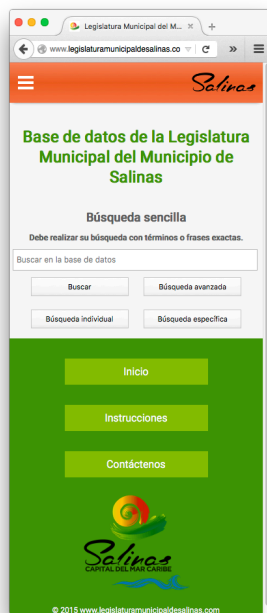 Legislatura Municipal del M...
www.legislaturamunicipaldesalinas.co
Salinas
Base de datos de la Legislatura
Municipal del Municipio de
Salinas
Búsqueda sencilla
Debe realizar su búsqueda con términos o frases exactas.
Buscar en la base de datos
Buscar
Búsqueda avanzada
Búsqueda individual
Búsqueda específica
Inicio
Instrucciones
Contáctenos
Salinas
CAPITAL DEL MAR CARIBE
© 2015 www.legislaturamunicipaldesalinas.com